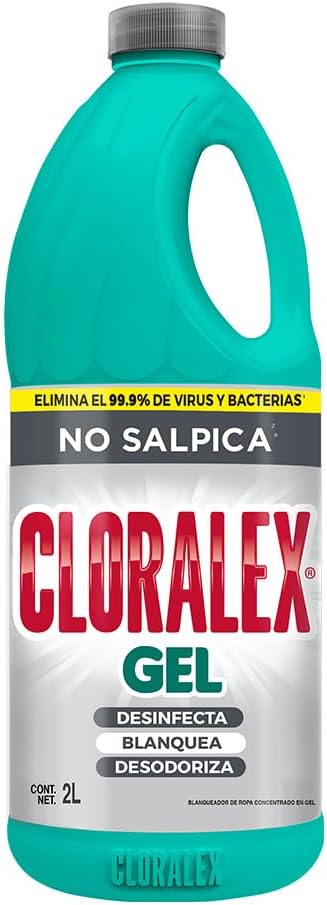 ELIMINA EL 99.9% DE VIRUS Y BACTERIAS¹
NO SALPICA²®
CLORALEX®
GEL
DESINFECTA
BLANQUEA
DESODORIZA
CONT.
NET. 2L
BLANQUEADOR DE ROPA CONCENTRADO EN GEL
CLORALEX